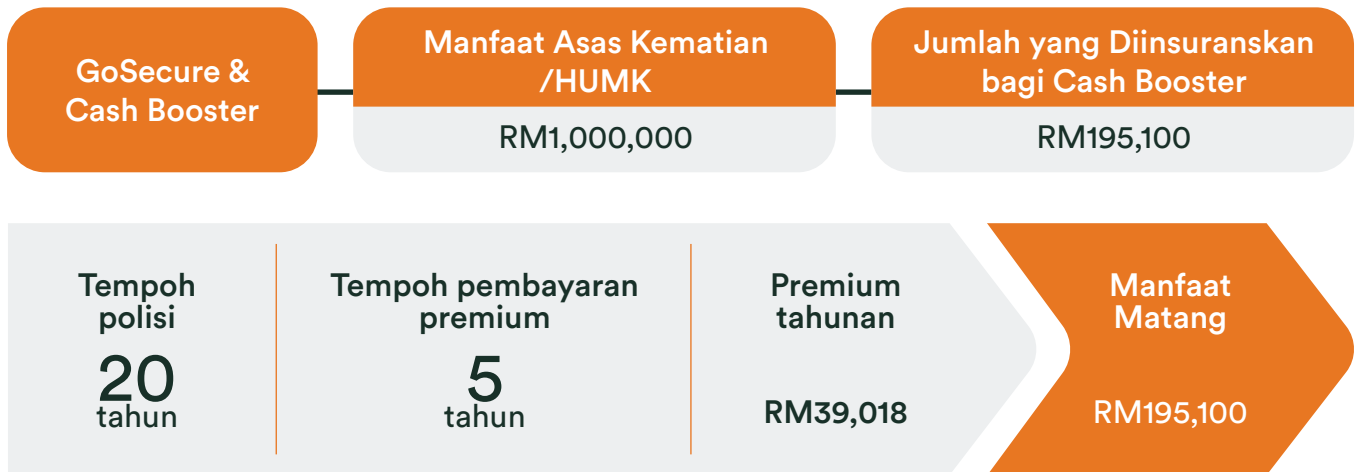 GoSecure &
Cash Booster
Manfaat Asas Kematian
/HUMK
RM1,000,000
Jumlah yang Diinsuranskan
bagi Cash Booster
RM195,100
Tempoh
polisi
20
tahun
Tempoh pembayaran
premium
5
tahun
Premium
tahunan
RM39,018
Manfaat
Matang
RM195,100